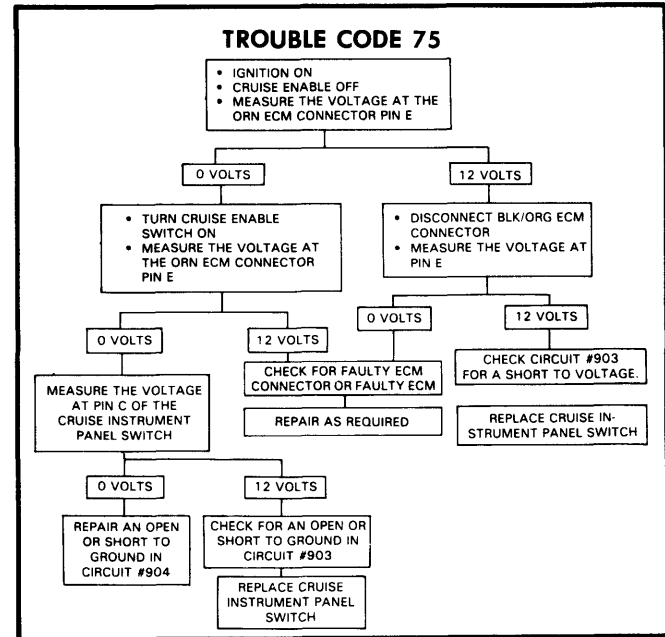 TROUBLE CODE 75
• IGNITION ON
• CRUISE ENABLE OFF
• MEASURE THE VOLTAGE AT THE
ORN ECM CONNECTOR PIN E
0 VOLTS
12 VOLTS
• TURN CRUISE ENABLE
SWITCH ON
• MEASURE THE VOLTAGE AT
THE ORN ECM CONNECTOR
PIN E
• DISCONNECT BLK/ORG ECM
CONNECTOR
• MEASURE THE VOLTAGE AT
PIN E
0 VOLTS
12 VOLTS
0 VOLTS
12 VOLTS
MEASURE THE VOLTAGE
AT PIN C OF THE
CRUISE INSTRUMENT
PANEL SWITCH
CHECK FOR FAULTY ECM
CONNECTOR OR FAULTY ECM
REPAIR AS REQUIRED
CHECK CIRCUIT #903
FOR A SHORT TO VOLTAGE.
REPLACE CRUISE IN-
STRUMENT PANEL SWITCH
0 VOLTS
12 VOLTS
REPAIR AN OPEN
OR SHORT TO
GROUND IN
CIRCUIT #904
CHECK FOR AN OPEN OR
SHORT TO GROUND IN
CIRCUIT #903
REPLACE CRUISE
INSTRUMENT PANEL
SWITCH